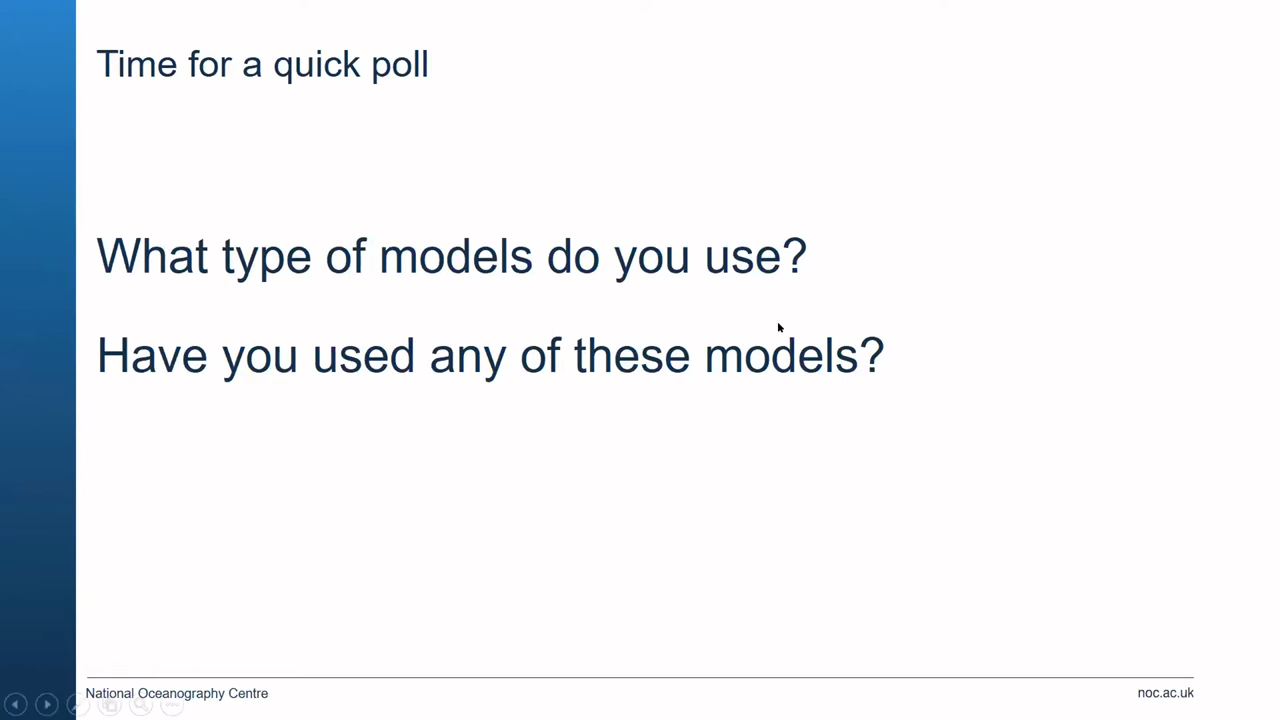 Time for a quick poll
What type of models do you use?
Have you used any of these models?
National Oceanography Centre
noc.ac.uk